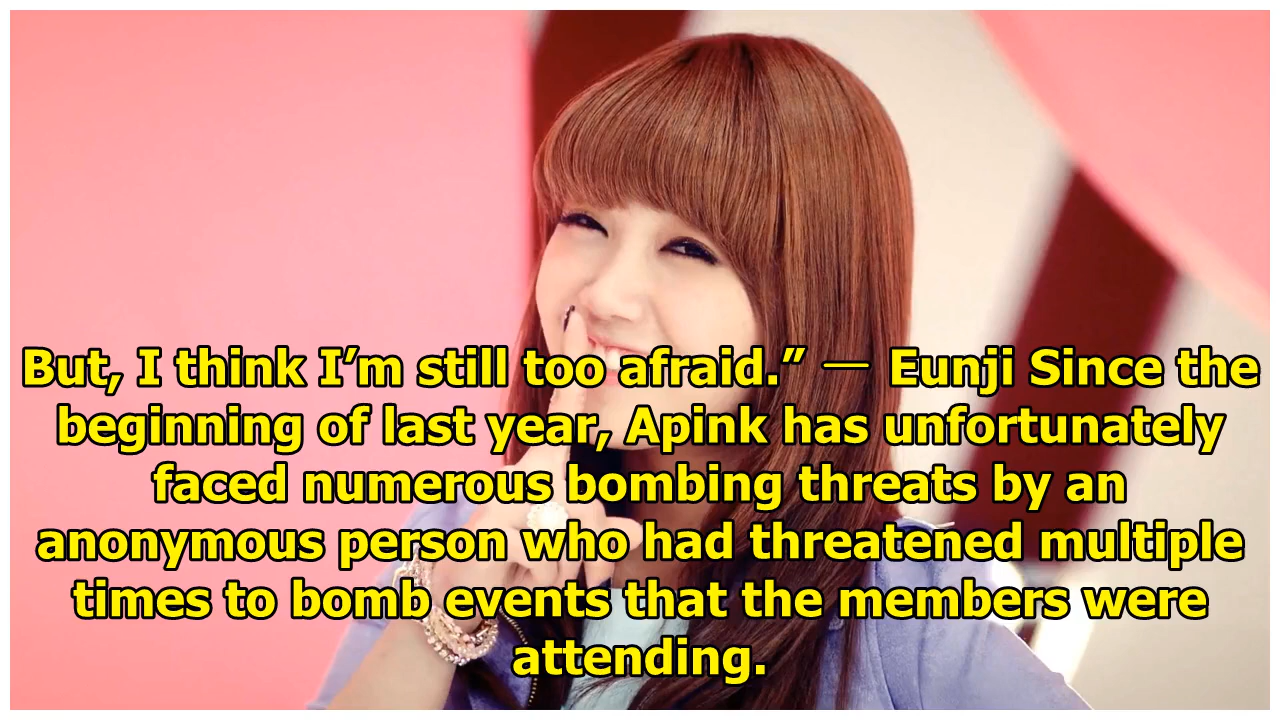 But, I think I’m still too afraid.” — Eunji Since the
beginning of last year, Apink has unfortunately
faced numerous bombing threats by an
anonymous person who had threatened multiple
times to bomb events that the members were
attending.